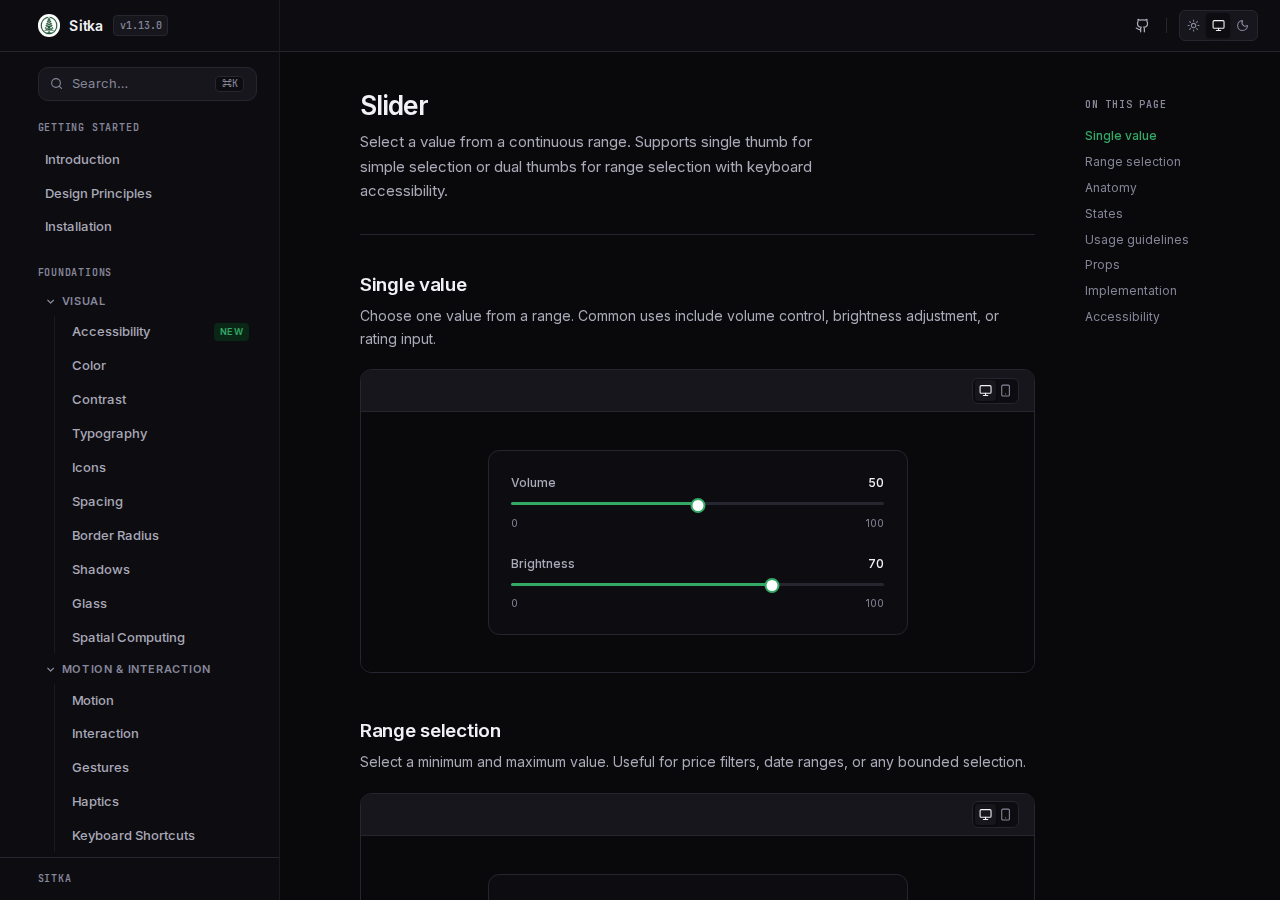 Sitka v1.13.0
Search... ⌘K
GETTING STARTED
Introduction
Design Principles
Installation
FOUNDATIONS
VISUAL
Accessibility NEW
Color
Contrast
Typography
Icons
Spacing
Border Radius
Shadows
Glass
Spatial Computing
MOTION & INTERACTION
Motion
Interaction
Gestures
Haptics
Keyboard Shortcuts
SITKA
Slider
Select a value from a continuous range. Supports single thumb for
simple selection or dual thumbs for range selection with keyboard
accessibility.
Single value
Choose one value from a range. Common uses include volume control, brightness adjustment, or
rating input.
Volume 50
0 100
Brightness 70
0 100
Range selection
Select a minimum and maximum value. Useful for price filters, date ranges, or any bounded selection.
ON THIS PAGE
Single value
Range selection
Anatomy
States
Usage guidelines
Props
Implementation
Accessibility